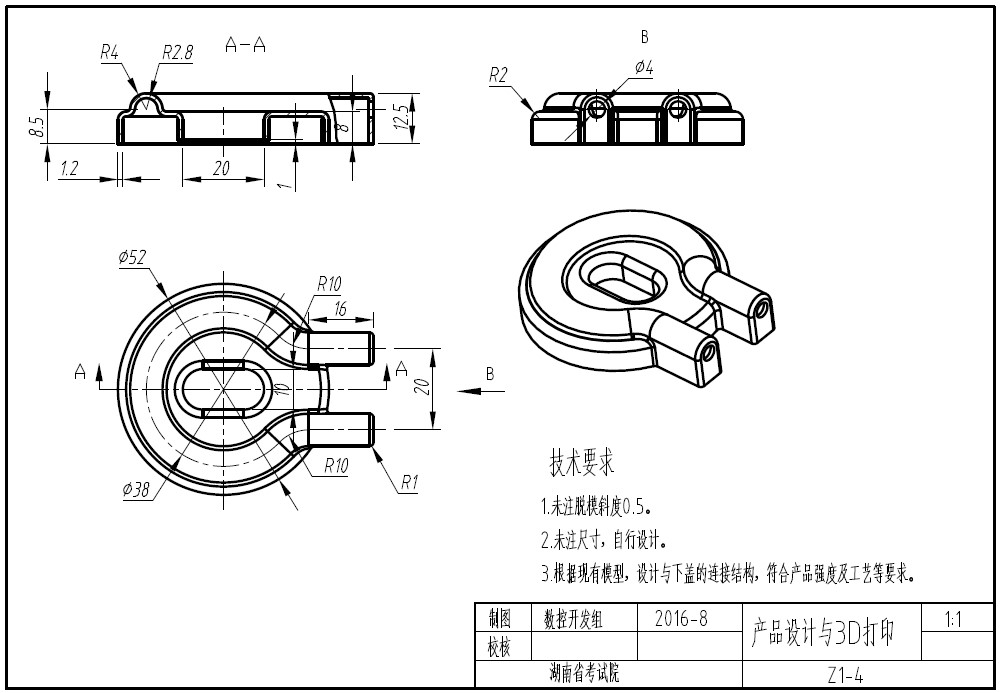 A-A
R4
R2.8
8.5
1.2
20
1
8
12.5
B
R2
Φ4
Φ52
R10
16
A
A
10
20
B
R10
Φ38
R1
技术要求
1.未注脱模斜度0.5。
2.未注尺寸，自行设计。
3.根据现有模型，设计与下盖的连接结构，符合产品强度及工艺等要求。
制图 数控开发组 2016-8 产品设计与3D打印 1:1
校核
湖南省考试院 Z1-4